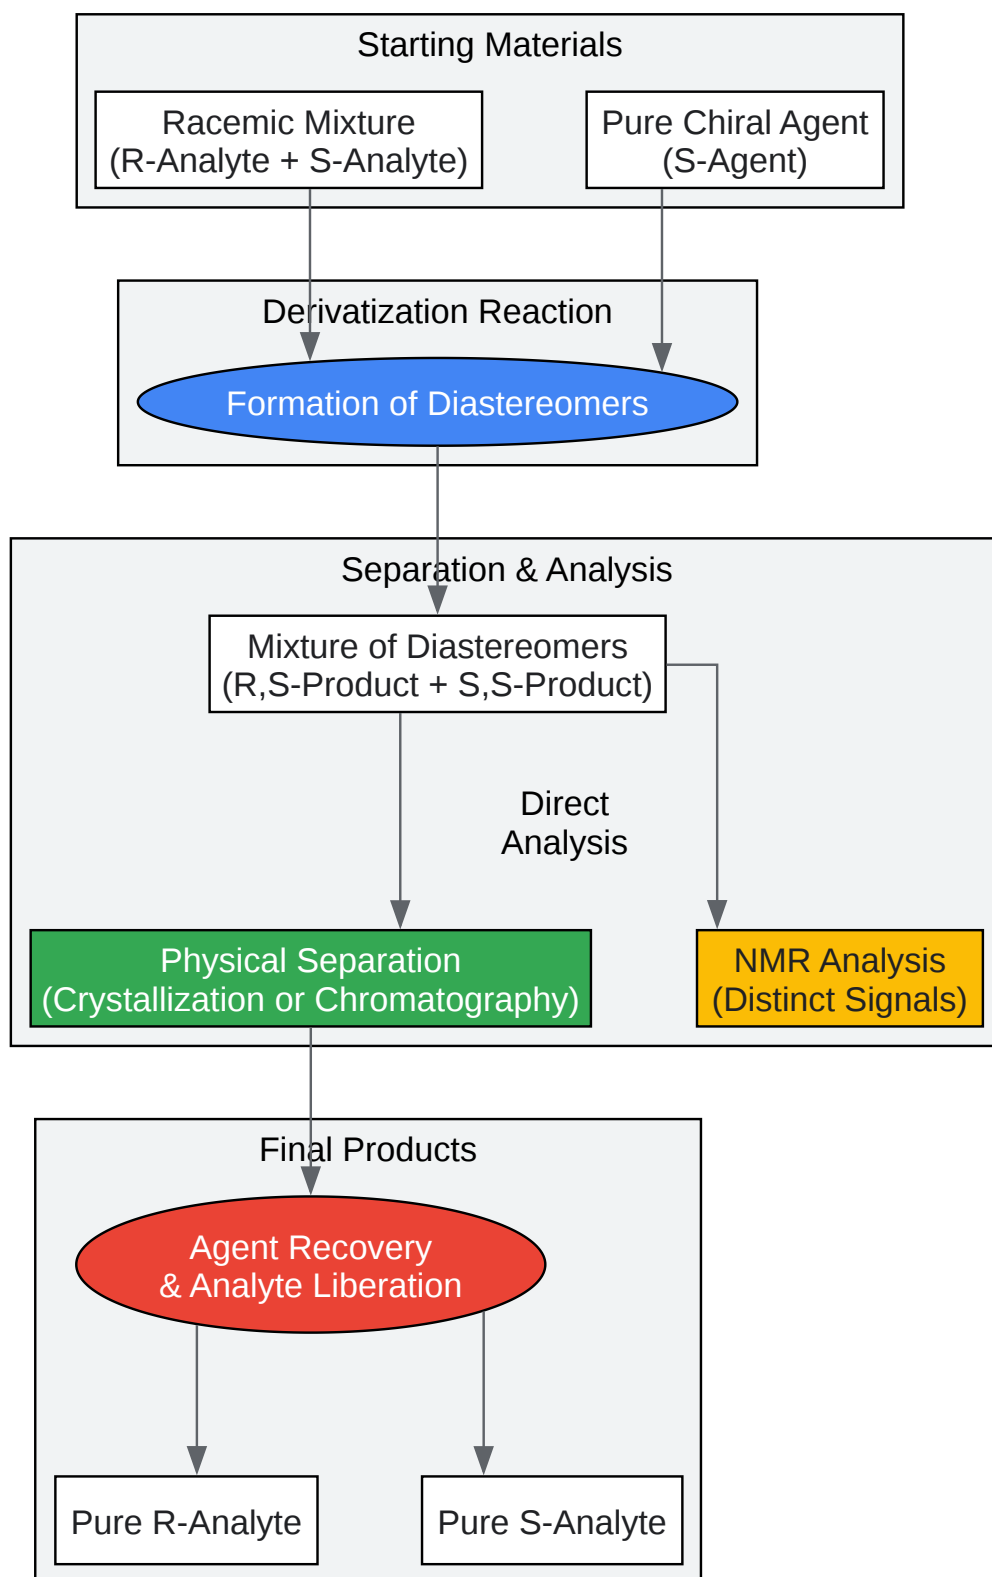 Starting Materials
Racemic Mixture
(R-Analyte + S-Analyte)
Pure Chiral Agent
(S-Agent)
Derivatization Reaction
Formation of Diastereomers
Separation & Analysis
Mixture of Diastereomers
(R,S-Product + S,S-Product)
Direct
Analysis
Physical Separation
(Crystallization or Chromatography)
NMR Analysis
(Distinct Signals)
Final Products
Agent Recovery
& Analyte Liberation
Pure R-Analyte
Pure S-Analyte